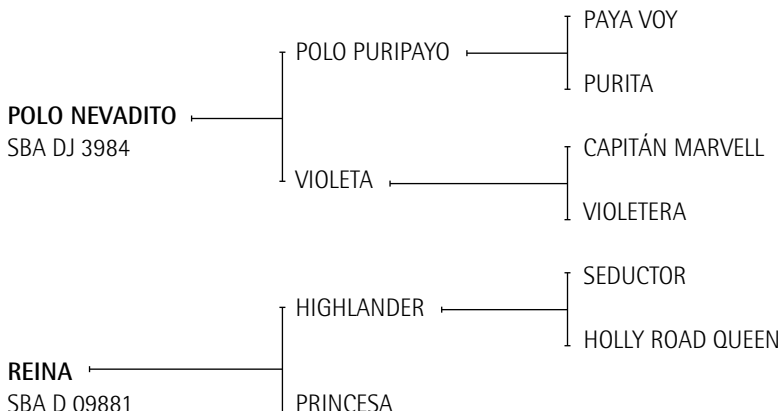 PAYA VOY
POLO PURIPAYO
PURITA
POLO NEVADITO
SBA DJ 3984
CAPITÁN MARVELL
VIOLETA
VIOLETERA
SEDUCTOR
HIGHLANDER
HOLLY ROAD QUEEN
REINA
SBA D 09881
PRINCESA